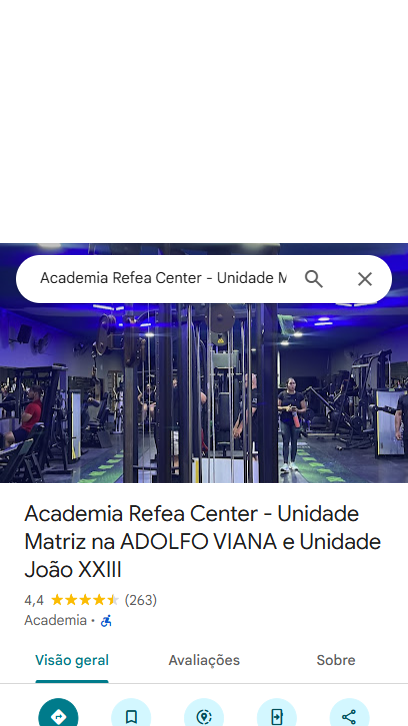 Academia Refea Center - Unidade M
Academia Refea Center - Unidade
Matriz na ADOLFO VIANA e Unidade
João XXIII
4,4 (263)
Academia ·
Visão geral Avaliações Sobre